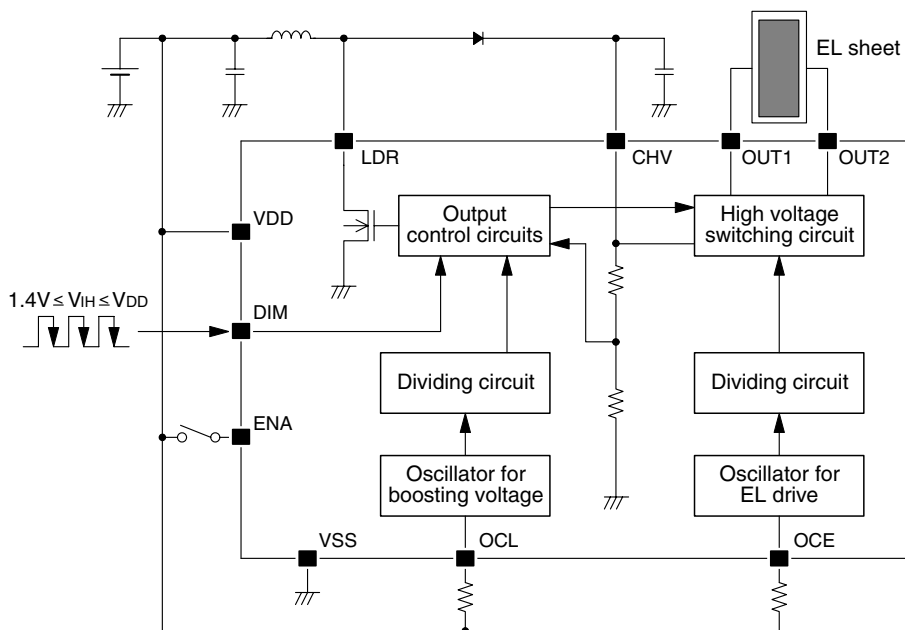 EL sheet
LDR
CHV
OUT1
OUT2
VDD
Output
control circuits
High voltage
switching circuit
1.4V ≤ VIH ≤ VDD
DIM
Dividing circuit
Dividing circuit
ENA
Oscillator for
boosting voltage
Oscillator for
EL drive
VSS
OCL
OCE